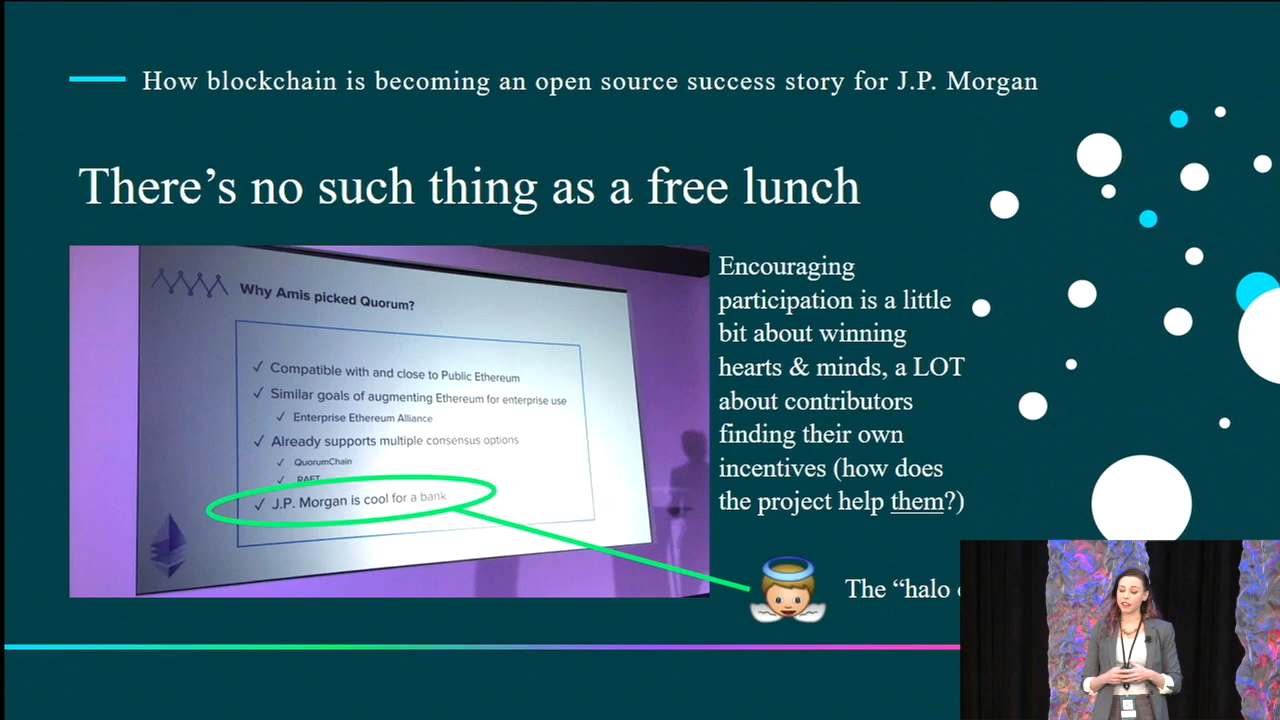 How blockchain is becoming an open source success story for J.P. Morgan
There’s no such thing as a free lunch
Why Amis picked Quorum?
✓ Compatible with and close to Public Ethereum
✓ Similar goals of augmenting Ethereum for enterprise use
✓ Enterprise Ethereum Alliance
✓ Already supports multiple consensus options
✓ QuorumChain
✓ RAFT
✓ J.P. Morgan is cool for a bank
Encouraging
participation is a little
bit about winning
hearts & minds, a LOT
about contributors
finding their own
incentives (how does
the project help them?)
The “halo